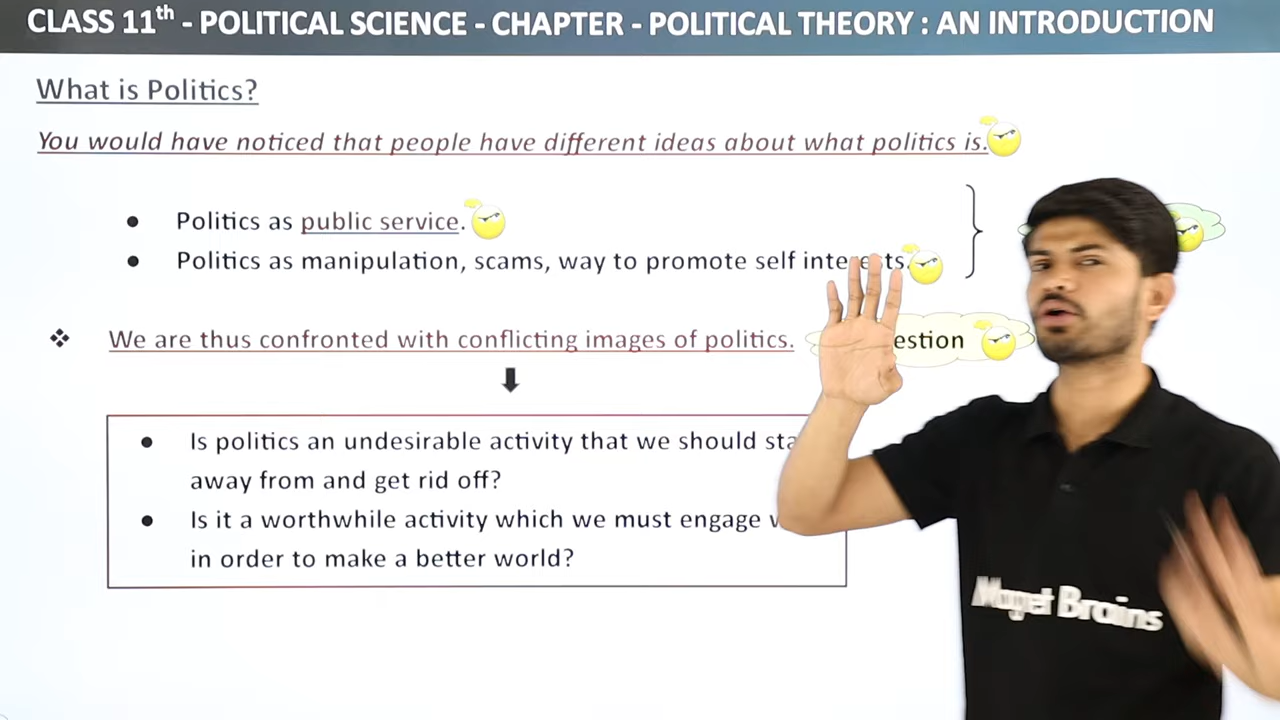 CLASS 11th - POLITICAL SCIENCE - CHAPTER - POLITICAL THEORY : AN INTRODUCTION
What is Politics?
You would have noticed that people have different ideas about what politics is.
● Politics as public service.
● Politics as manipulation, scams, way to promote self interests.
❖ We are thus confronted with conflicting images of politics. estion
● Is politics an undesirable activity that we should sta
away from and get rid off?
● Is it a worthwhile activity which we must engage
in order to make a better world?
Magnet Brains